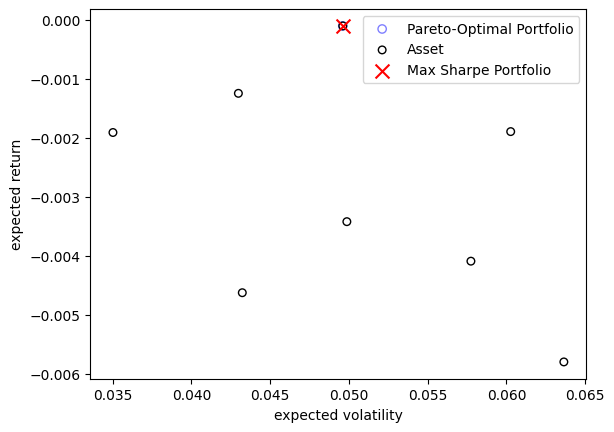 0.000
−0.001
−0.002
−0.003
−0.004
−0.005
−0.006
expected return
Pareto-Optimal Portfolio
Asset
Max Sharpe Portfolio
0.035 0.040 0.045 0.050 0.055 0.060 0.065
expected volatility